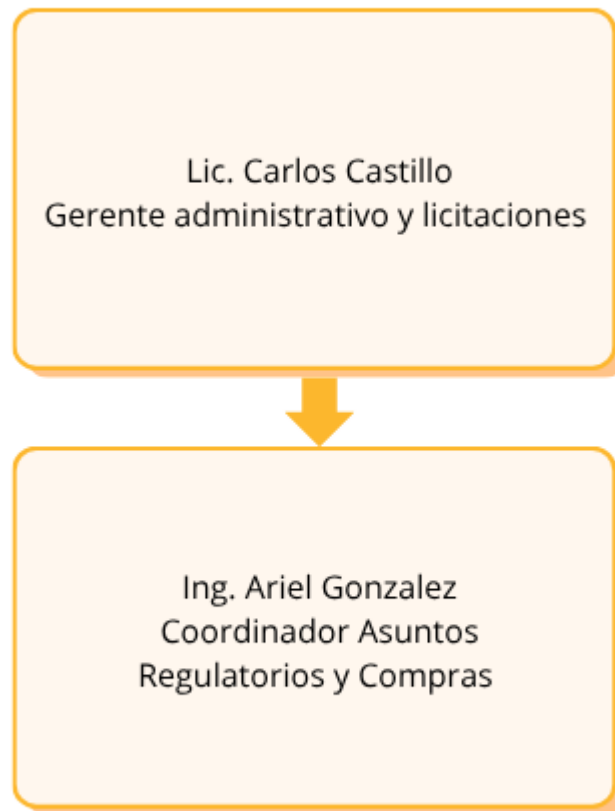 Lic. Carlos Castillo
Gerente administrativo y licitaciones
Ing. Ariel Gonzalez
Coordinador Asuntos
Regulatorios y Compras